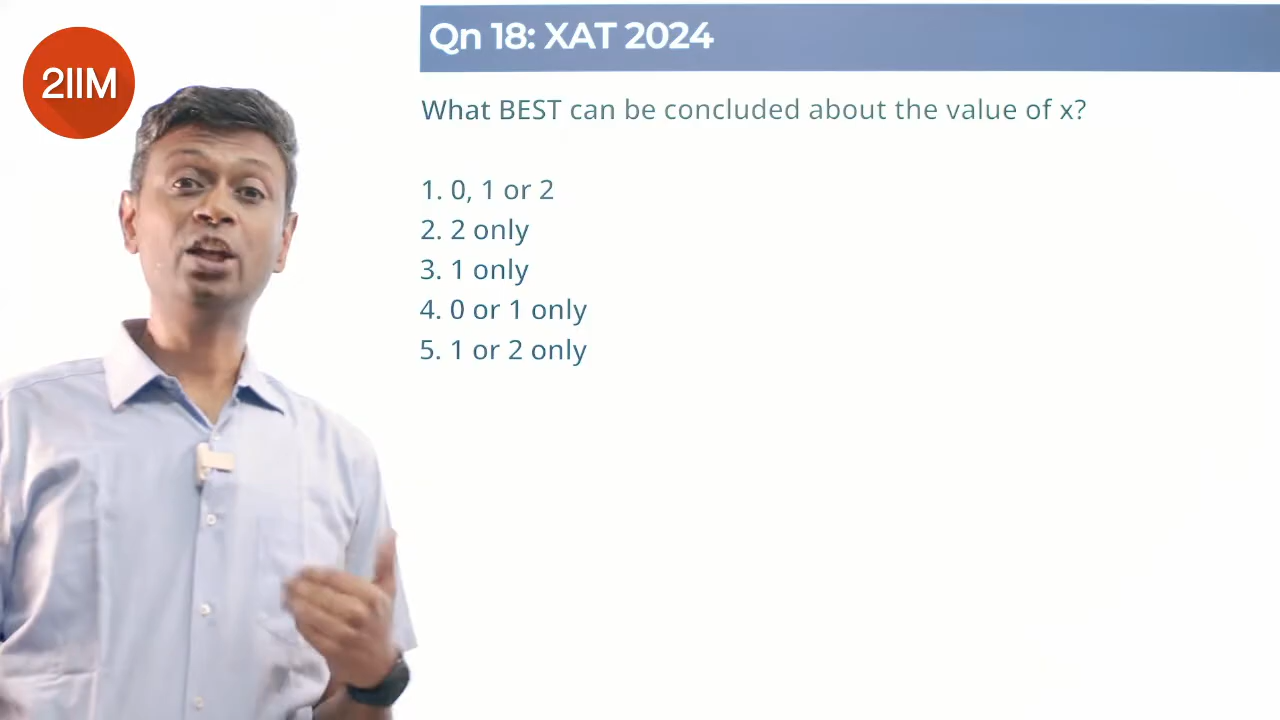 2IIM
Qn 18: XAT 2024
What BEST can be concluded about the value of x?
1. 0, 1 or 2
2. 2 only
3. 1 only
4. 0 or 1 only
5. 1 or 2 only